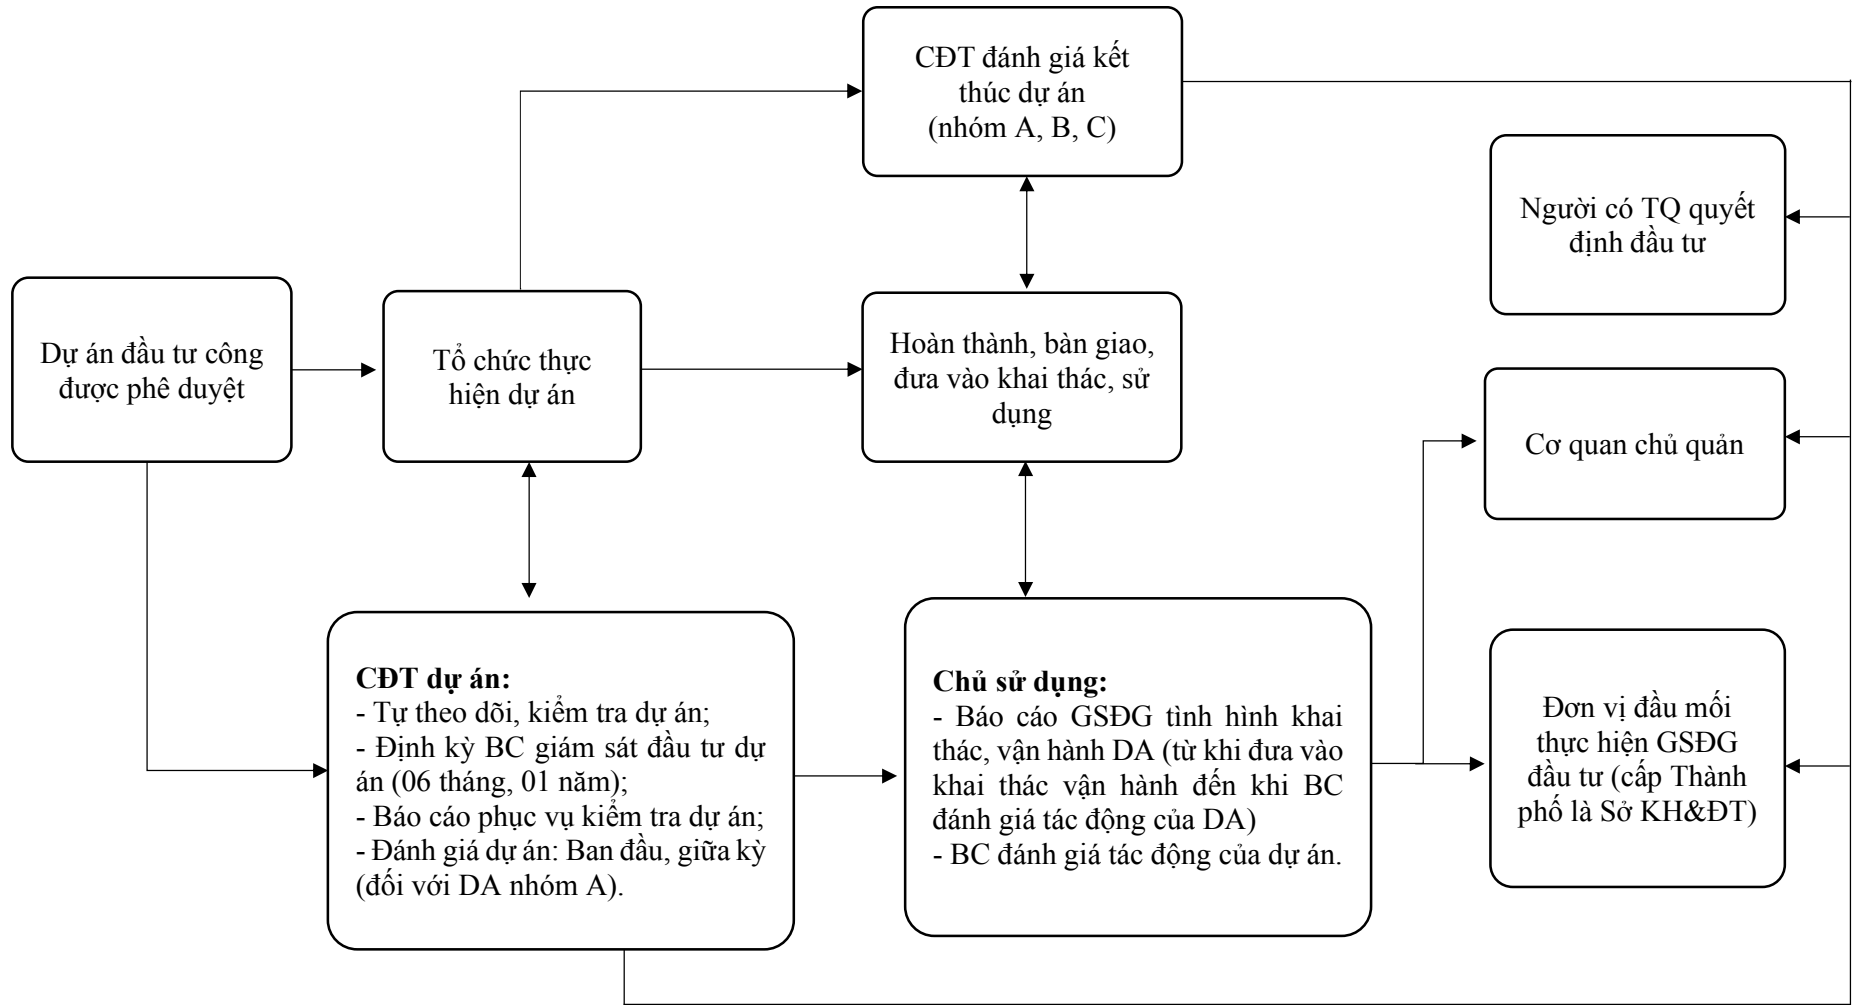 CĐT đánh giá kết
thúc dự án
(nhóm A, B, C)
Người có TQ quyết
định đầu tư
Dự án đầu tư công
được phê duyệt
Tổ chức thực
hiện dự án
Hoàn thành, bàn giao,
đưa vào khai thác, sử
dụng
Cơ quan chủ quản
CĐT dự án:
- Tự theo dõi, kiểm tra dự án;
- Định kỳ BC giám sát đầu tư dự
án (06 tháng, 01 năm);
- Báo cáo phục vụ kiểm tra dự án;
- Đánh giá dự án: Ban đầu, giữa kỳ
(đối với DA nhóm A).
Chủ sử dụng:
- Báo cáo GSĐG tình hình khai
thác, vận hành DA (từ khi đưa vào
khai thác vận hành đến khi BC
đánh giá tác động của DA)
- BC đánh giá tác động của dự án.
Đơn vị đầu mối
thực hiện GSĐG
đầu tư (cấp Thành
phố là Sở KH&ĐT)